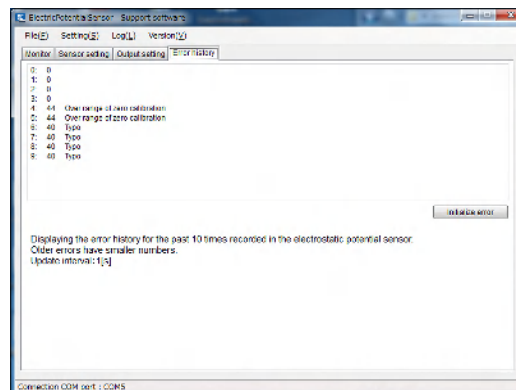 ElectricPotential Sensor Support software
File(F) Setting(S) Log(L) Version(V)
Monitor Sensor setting Output setting Error history
0: 0
1: 0
2: 0
3: 0
4: 44 Over range of zero calibration
5: 44 Over range of zero calibration
6: 40 Typo
7: 40 Typo
8: 40 Typo
9: 40 Typo
Initialize error
Displaying the error history for the past 10 times recorded in the electrostatic potential sensor.
Older errors have smaller numbers.
Update interval: 1[s]
Connection COM port : COM5